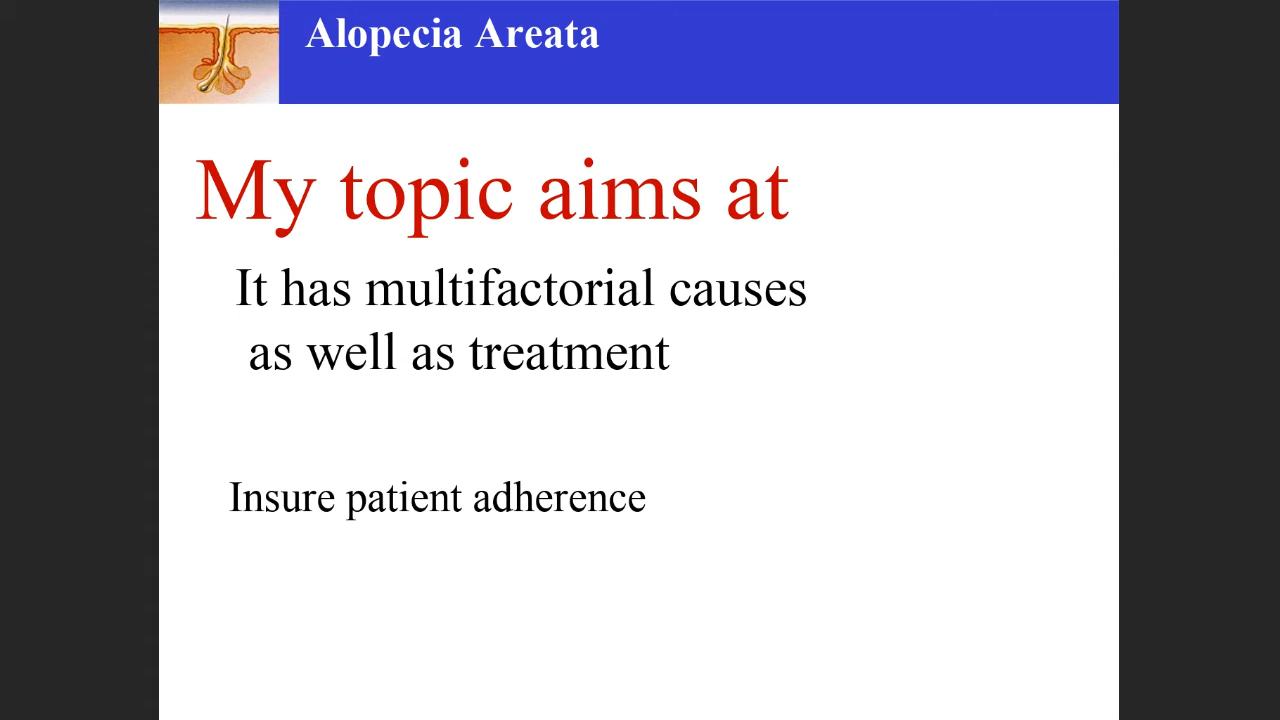 Alopecia Areata
My topic aims at
It has multifactorial causes
as well as treatment
Insure patient adherence